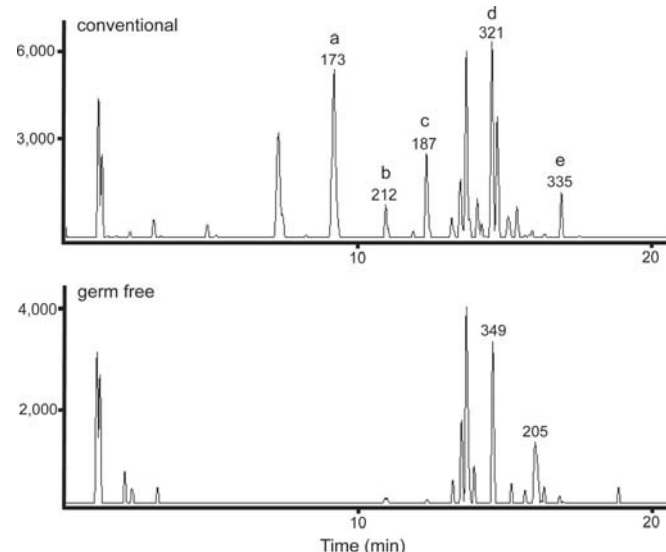 conventional
6,000
3,000
a
173
b
212
c
187
d
321
e
335
10
20
germ free
4,000
2,000
349
205
10
20
Time (min)